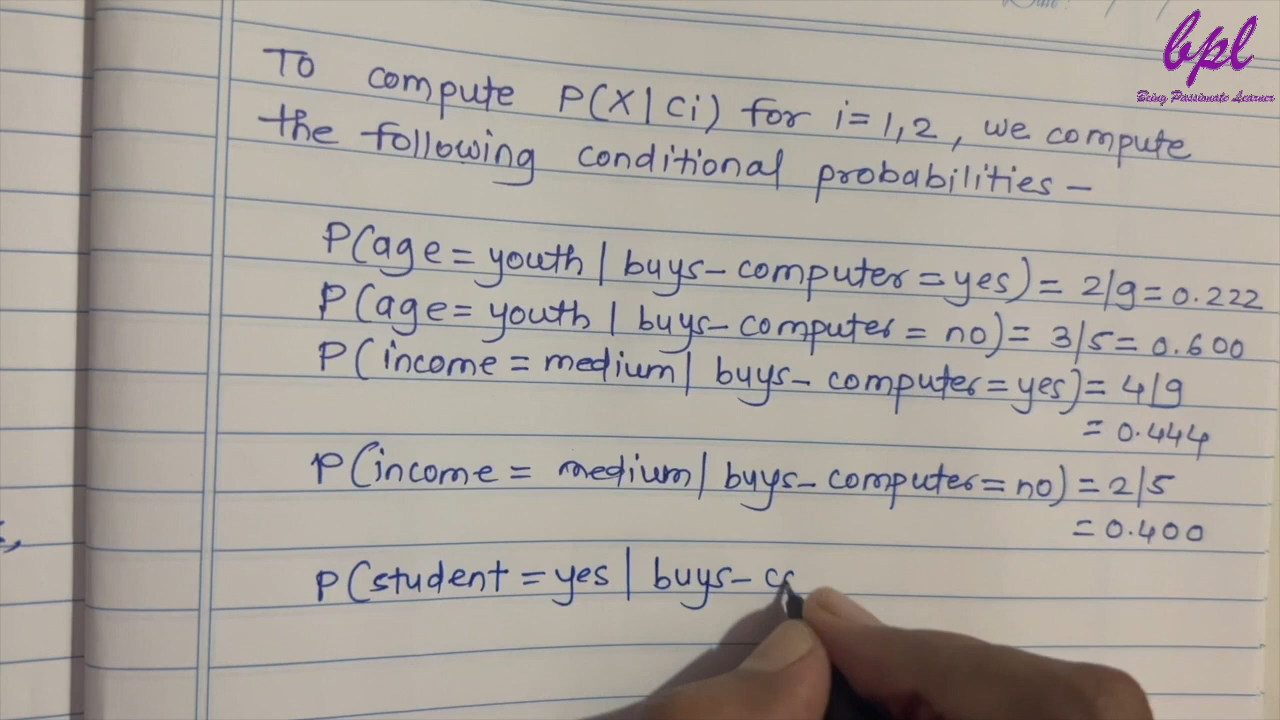 Date:
bpl
Being Passionate Learner
To compute P(X|Ci) for i=1,2, we compute
the following conditional probabilities -
P(age = youth | buys-computer = yes) = 2/9 = 0.222
P(age = youth | buys-computer = no) = 3/5 = 0.600
P(income = medium | buys-computer = yes) = 4/9
= 0.444
P(income = medium | buys-computer = no) = 2/5
= 0.400
P(student = yes | buys-co